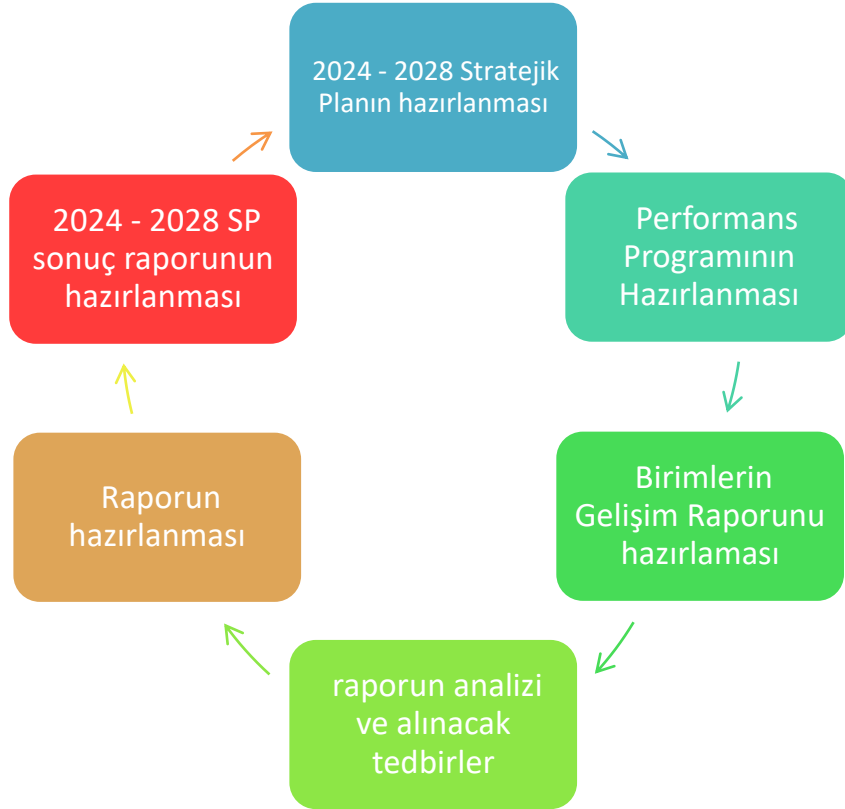 2024 - 2028 Stratejik
Planın hazırlanması
Performans
Programının
Hazırlanması
Birimlerin
Gelişim Raporunu
hazırlaması
raporun analizi
ve alınacak
tedbirler
Raporun
hazırlanması
2024 - 2028 SP
sonuç raporunun
hazırlanması